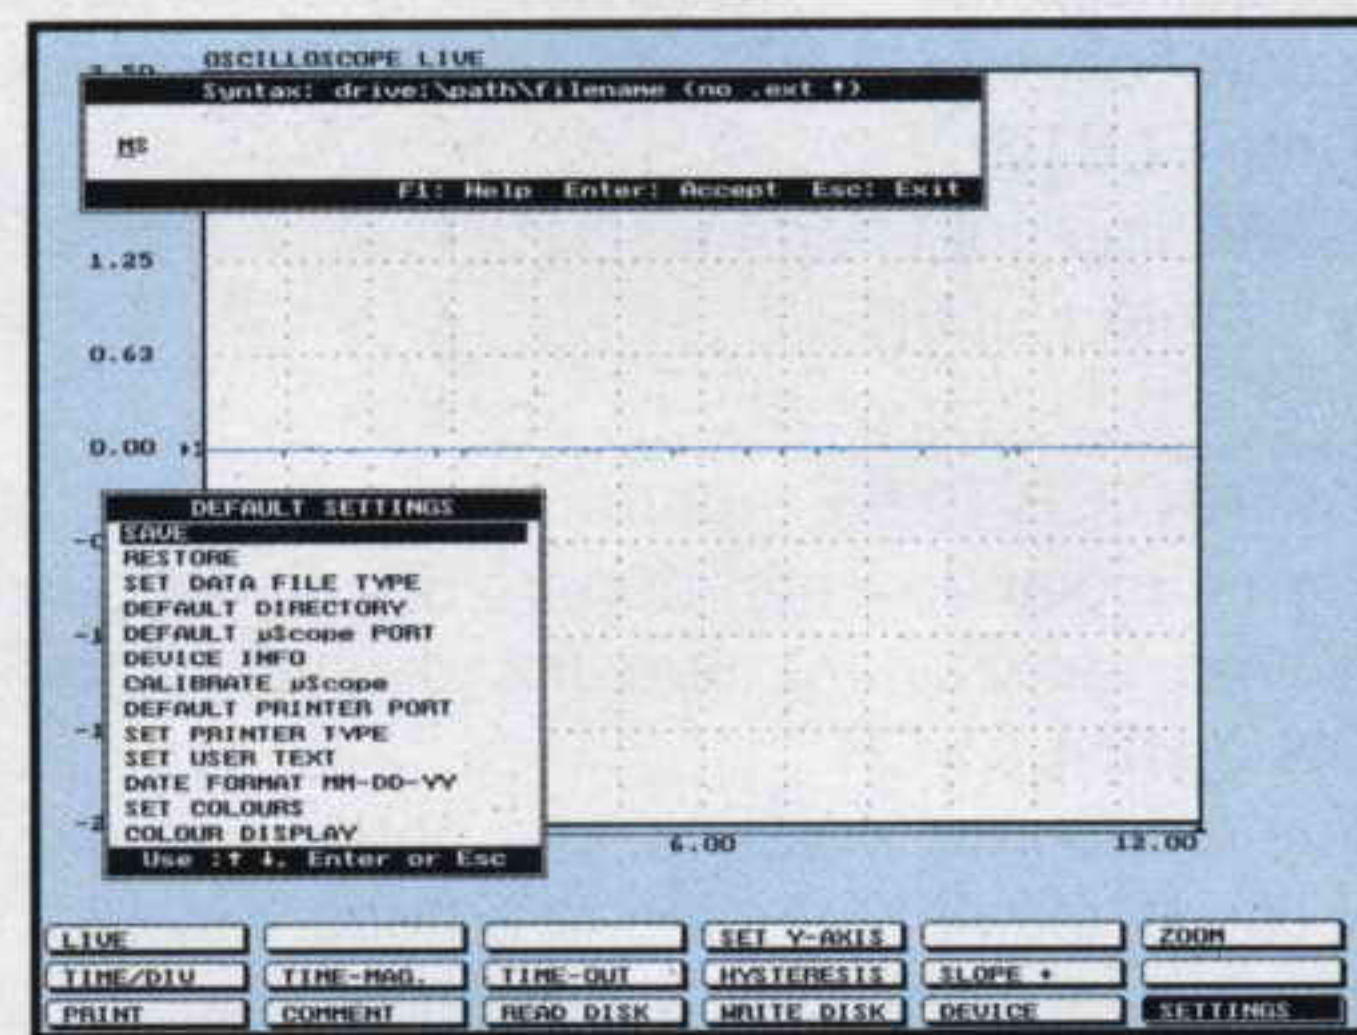 OSCILLOSCOPE LIVE
Syntax: drive:\path\filename (no .ext !)
MS
F1: Help Enter: Accept Esc: Exit
1.25
0.63
0.00
DEFAULT SETTINGS
SAVE
RESTORE
SET DATA FILE TYPE
DEFAULT DIRECTORY
DEFAULT µScope PORT
DEVICE INFO
CALIBRATE µScope
DEFAULT PRINTER PORT
SET PRINTER TYPE
SET USER TEXT
DATE FORMAT MM-DD-YY
SET COLOURS
COLOUR DISPLAY
Use :↑ ↓, Enter or Esc
6.00 12.00
LIVE SET Y-AXIS ZOOM
TIME/DIV TIME-MAG. TIME-OUT HYSTERESIS SLOPE +
PRINT COMMENT READ DISK WRITE DISK DEVICE SETTINGS